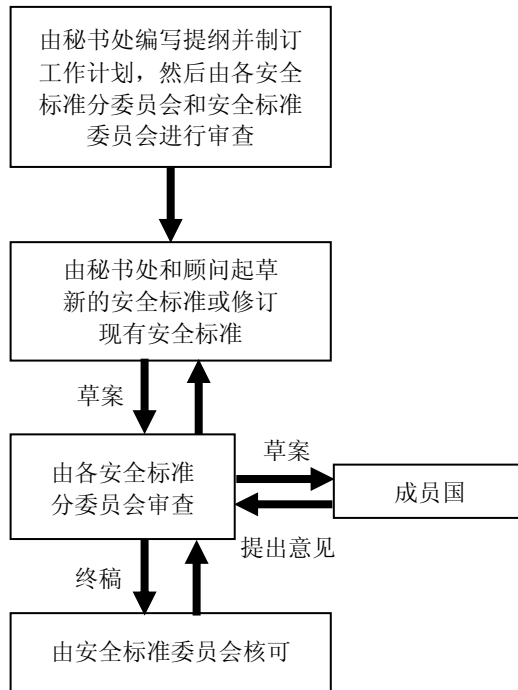 由秘书处编写提纲并制订
工作计划，然后由各安全
标准分委员会和安全标准
委员会进行审查
由秘书处和顾问起草
新的安全标准或修订
现有安全标准
草案
由各安全标准
分委员会审查
草案
成员国
提出意见
终稿
由安全标准委员会核可